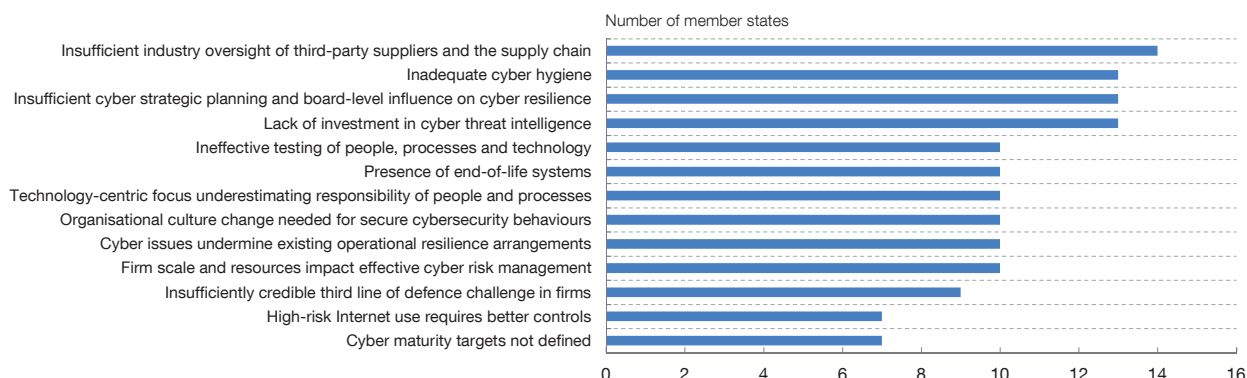 Number of member states
Insufficient industry oversight of third-party suppliers and the supply chain
Inadequate cyber hygiene
Insufficient cyber strategic planning and board-level influence on cyber resilience
Lack of investment in cyber threat intelligence
Ineffective testing of people, processes and technology
Presence of end-of-life systems
Technology-centric focus underestimating responsibility of people and processes
Organisational culture change needed for secure cybersecurity behaviours
Cyber issues undermine existing operational resilience arrangements
Firm scale and resources impact effective cyber risk management
Insufficiently credible third line of defence challenge in firms
High-risk Internet use requires better controls
Cyber maturity targets not defined
0 2 4 6 8 10 12 14 16